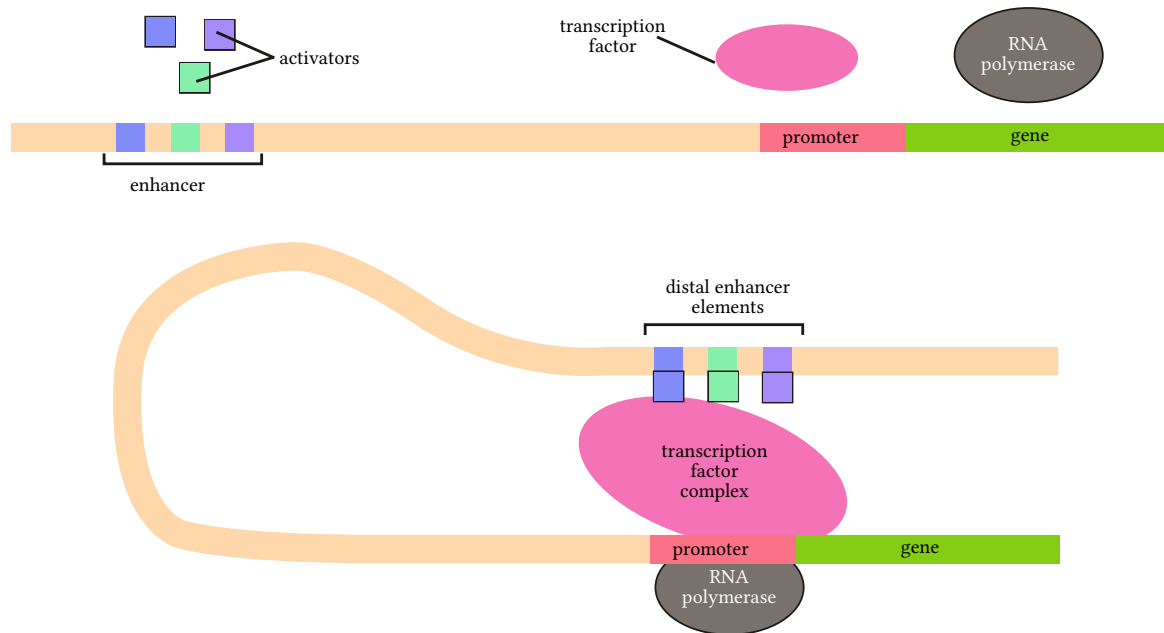 activators
transcription
factor
RNA
polymerase
promoter
gene
enhancer
distal enhancer
elements
transcription
factor
complex
promoter
gene
RNA
polymerase